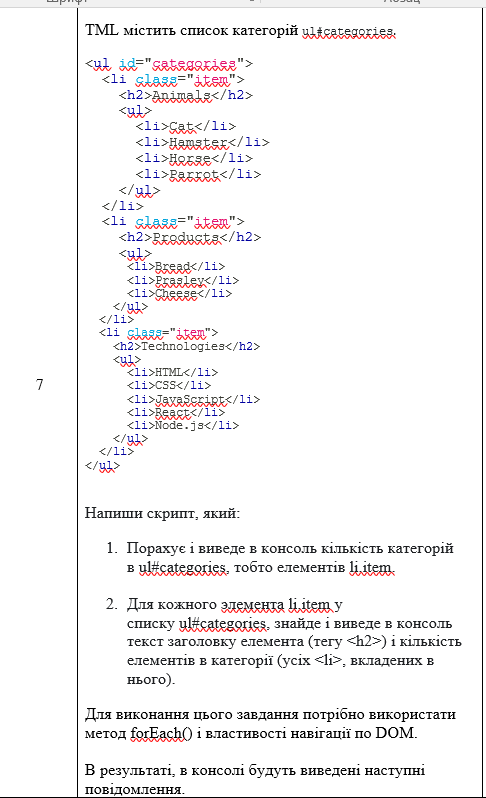 TML містить список категорій ul#categories.
<ul id="categories">
<li class="item">
<h2>Animals</h2>
<ul>
<li>Cat</li>
<li>Hamster</li>
<li>Horse</li>
<li>Parrot</li>
</ul>
</li>
<li class="item">
<h2>Products</h2>
<ul>
<li>Bread</li>
<li>Prasley</li>
<li>Cheese</li>
</ul>
</li>
<li class="item">
<h2>Technologies</h2>
<ul>
7
<li>HTML</li>
<li>CSS</li>
<li>JavaScript</li>
<li>React</li>
<li>Node.js</li>
</ul>
</li>
</ul>
Напиши скрипт, який:
1. Порахує і виведе в консоль кількість категорій
в ul#categories, тобто елементів li.item.
2. Для кожного элемента li.item у
списку ul#categories, знайде і виведе в консоль
текст заголовку елемента (тегу <h2>) і кількість
елементів в категорії (усіх <li>, вкладених в
нього).
Для виконання цього завдання потрібно використати
метод forEach() і властивості навігації по DOM.
В результаті, в консолі будуть виведені наступні
повідомлення.